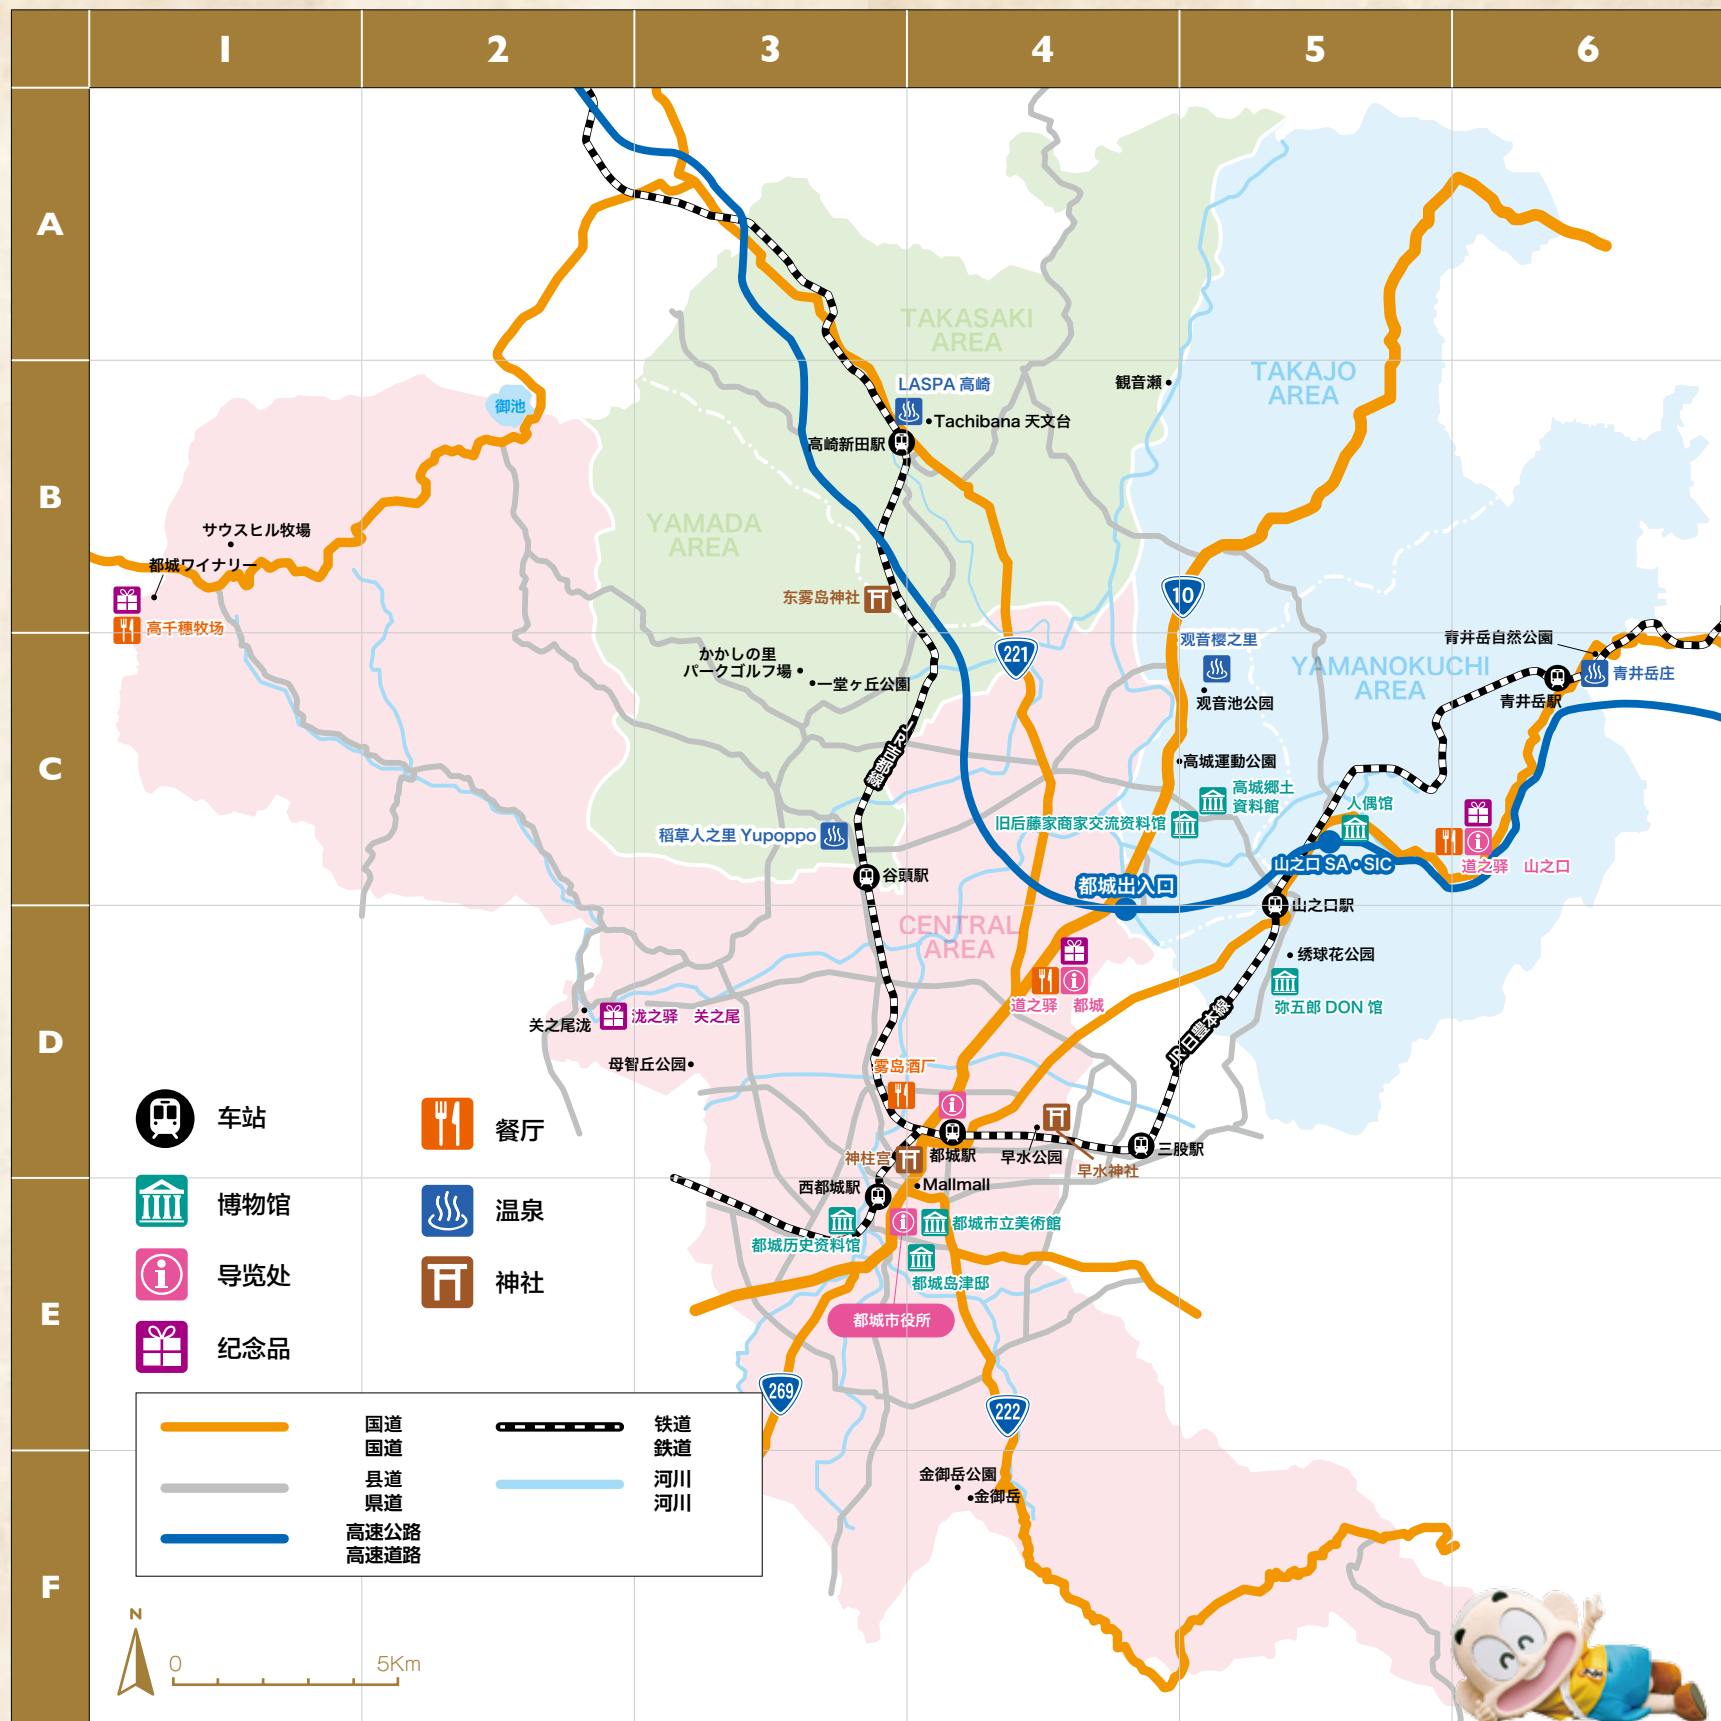 1
2
3
4
5
6
A
B
C
D
E
F
TAKASAKI
AREA
TAKAJO
AREA
LASPA 高崎
観音瀬
御池
Tachibana 天文台
高崎新田駅
YAMADA
AREA
サウスヒル牧場
都城ワイナリー
高千穗牧场
东雾岛神社
10
かかしの里
パークゴルフ場
一堂ヶ丘公園
221
观音樱之里
观音池公园
YAMANOKUCHI
AREA
青井岳自然公園
青井岳庄
青井岳駅
JR吉都線
高城運動公園
高城郷土
資料館
人偶馆
旧后藤家商家交流资料馆
稻草人之里 Yupoppo
山之口 SA・SIC
道之驿 山之口
谷頭駅
都城出入口
山之口駅
CENTRAL
AREA
绣球花公园
弥五郎 DON 馆
道之驿 都城
关之尾泷
泷之驿 关之尾
母智丘公园
JR日豊本線
雾岛酒厂
神柱宫
都城駅
早水公园
早水神社
三股駅
西都城駅
Mallmall
都城历史资料馆
都城市立美術館
都城岛津邸
都城市役所
269
222
金御岳公園
金御岳
车站
餐厅
博物馆
温泉
导览处
神社
纪念品
国道
国道
铁道
鉄道
县道
県道
河川
河川
高速公路
高速道路
N
0
5Km